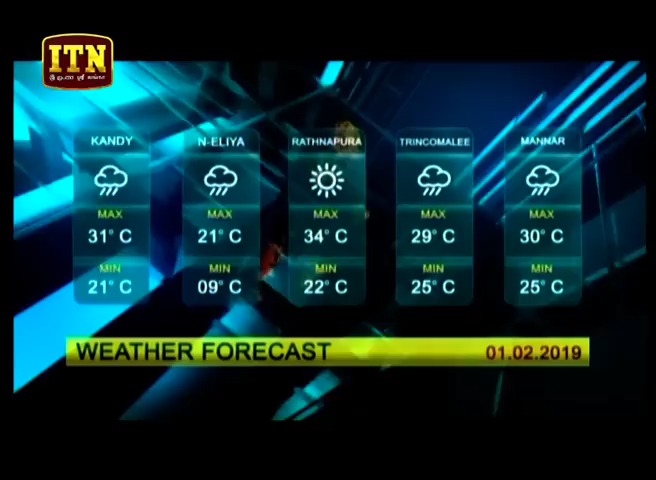 ITN
KANDY
MAX
31° C
MIN
21° C
N-ELIYA
MAX
21° C
MIN
09° C
RATHNAPURA
MAX
34° C
MIN
22° C
TRINCOMALEE
MAX
29° C
MIN
25° C
MANNAR
MAX
30° C
MIN
25° C
WEATHER FORECAST
01.02.2019